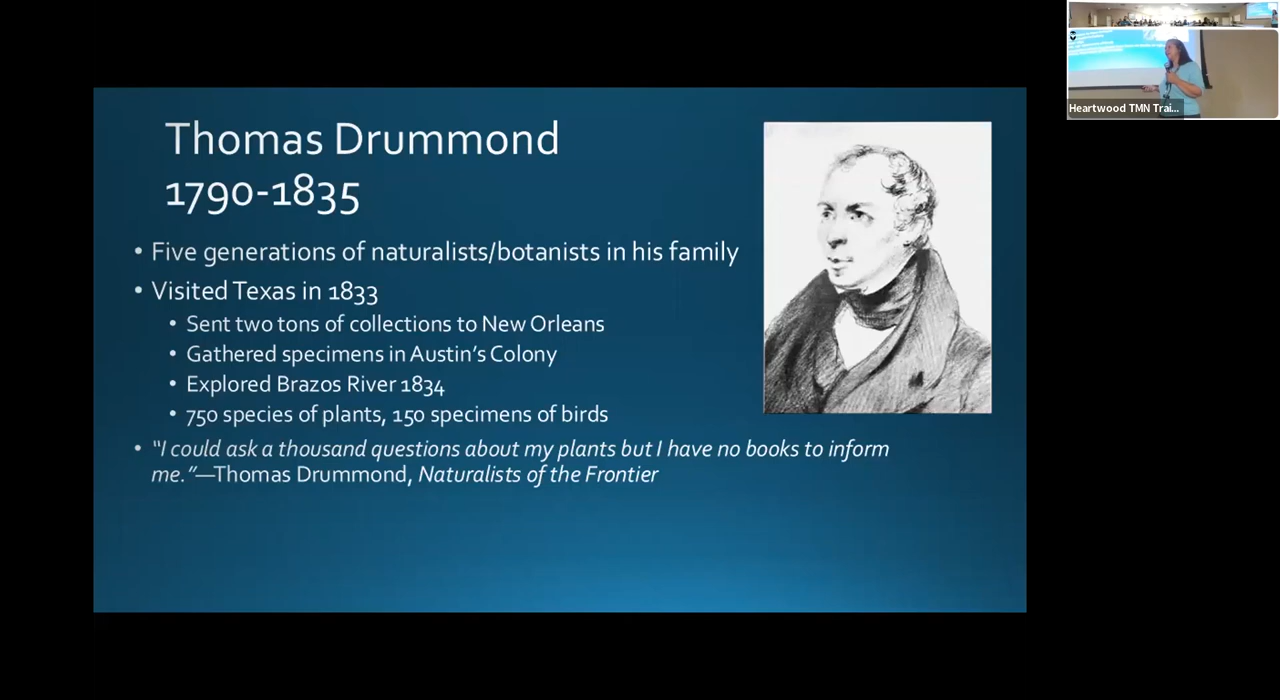 Thomas Drummond
1790-1835
• Five generations of naturalists/botanists in his family
• Visited Texas in 1833
• Sent two tons of collections to New Orleans
• Gathered specimens in Austin's Colony
• Explored Brazos River 1834
• 750 species of plants, 150 specimens of birds
• "I could ask a thousand questions about my plants but I have no books to inform
me."—Thomas Drummond, Naturalists of the Frontier
Heartwood TMN Trai...